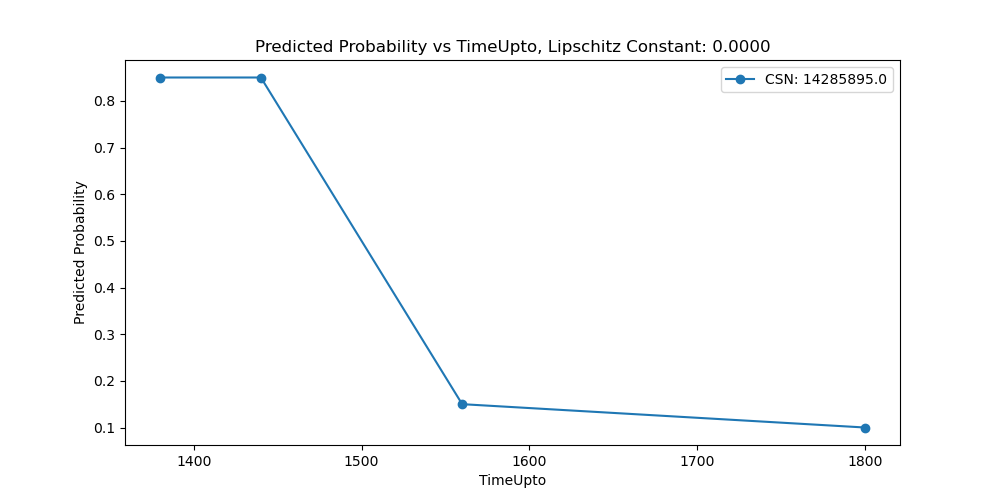 Predicted Probability vs TimeUpto, Lipschitz Constant: 0.0000
CSN: 14285895.0
Predicted Probability
0.8
0.7
0.6
0.5
0.4
0.3
0.2
0.1
1400 1500 1600 1700 1800
TimeUpto